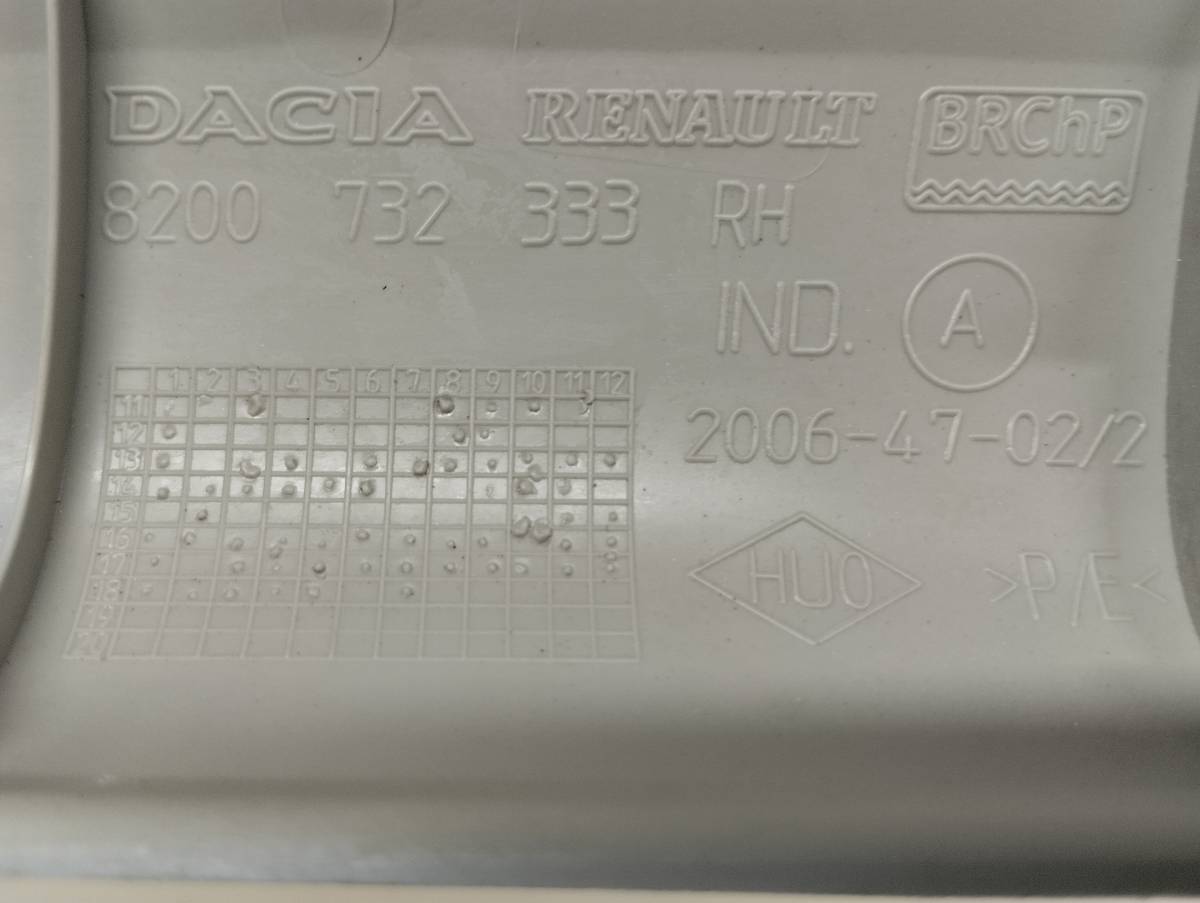 DACIA RENAULT BRChP
8200 732 333 RH
IND. A
1 2 3 4 5 6 7 8 9 10 11 12
11
12
13
14
15
16
17
18
19
20
2006-47-02/2
HUO
>P/E<